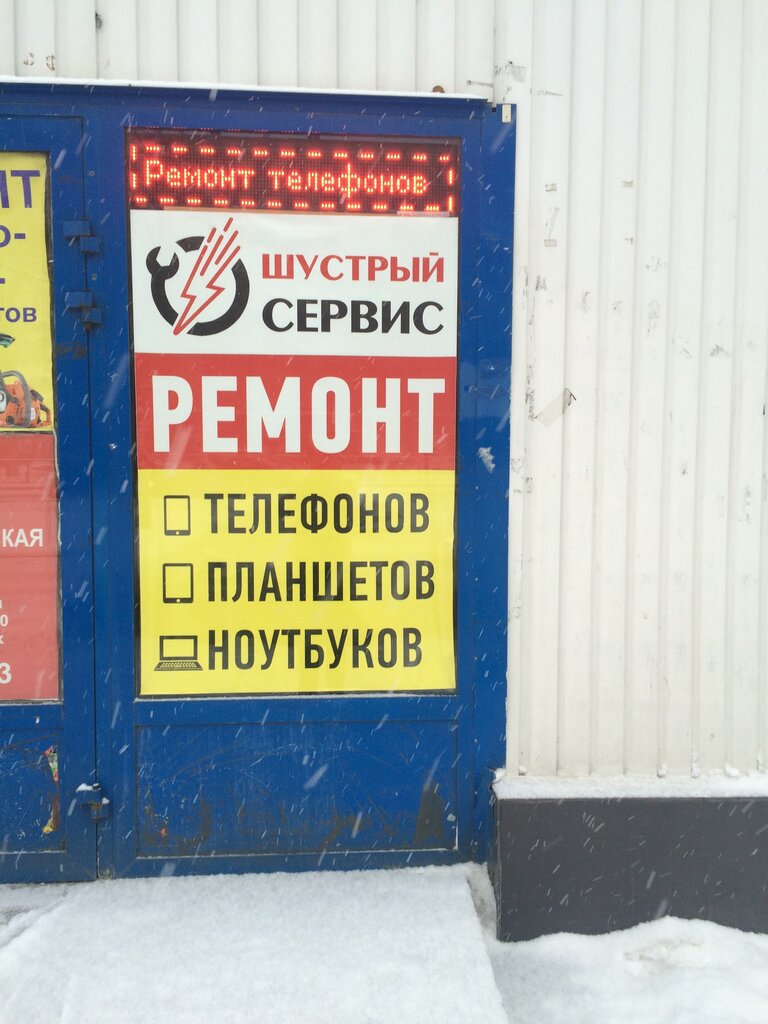 Ремонт телефонов
ШУСТРЫЙ
СЕРВИС
РЕМОНТ
ТЕЛЕФОНОВ
ПЛАНШЕТОВ
НОУТБУКОВ